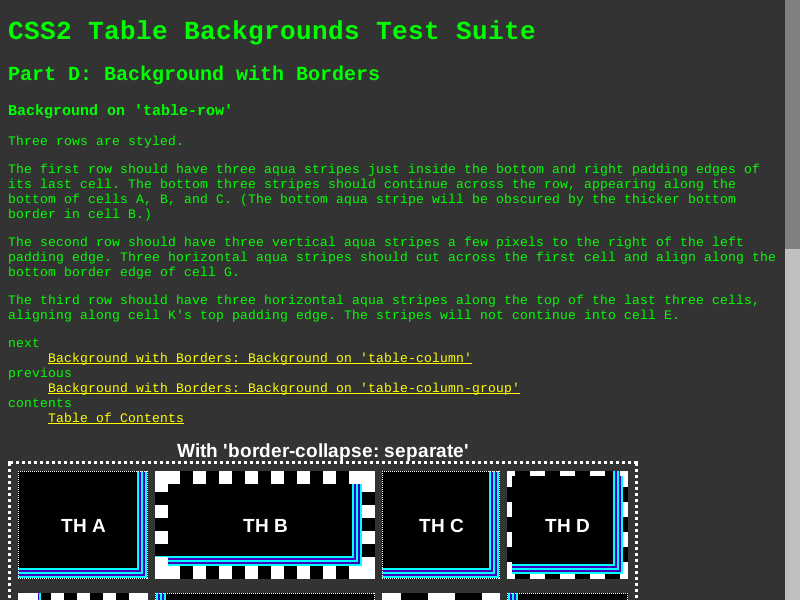 CSS2 Table Backgrounds Test Suite
Part D: Background with Borders
Background on 'table-row'
Three rows are styled.
The first row should have three aqua stripes just inside the bottom and right padding edges of
its last cell. The bottom three stripes should continue across the row, appearing along the
bottom of cells A, B, and C. (The bottom aqua stripe will be obscured by the thicker bottom
border in cell B.)
The second row should have three vertical aqua stripes a few pixels to the right of the left
padding edge. Three horizontal aqua stripes should cut across the first cell and align along the
bottom border edge of cell G.
The third row should have three horizontal aqua stripes along the top of the last three cells,
aligning along cell K's top padding edge. The stripes will not continue into cell E.
next
Background with Borders: Background on 'table-column'
previous
Background with Borders: Background on 'table-column-group'
contents
Table of Contents
With 'border-collapse: separate'
TH A TH B TH C TH D